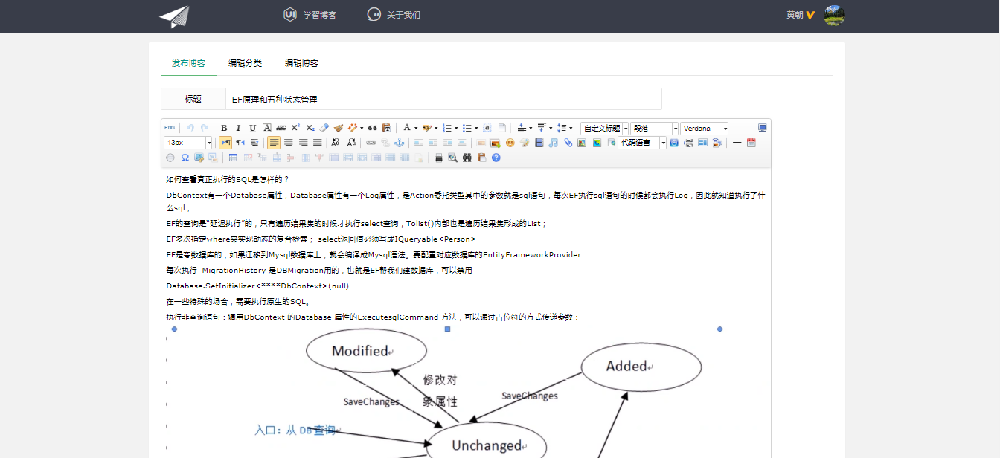 学智博客
关于我们
黄朝
发布博客
编辑分类
编辑博客
标题
EF原理和五种状态管理
HTML
自定义标题
段落
Verdana
13px
代码语言
如何查看真正执行的SQL是怎样的？
DbContext有一个Database属性，Database属性有一个Log属性，是Action委托类型其中的参数就是sql语句，每次EF执行sql语句的时候都会执行Log，因此就知道执行了什
么sql；
EF的查询是“延迟执行”的，只有遍历结果集的时候才执行select查询，Tolist()内部也是遍历结果集形成的List；
EF多次指定where来实现动态的复合检索； select返回值必须写成IQueryable<Person>
EF是夸数据库的，如果迁移到Mysql数据库上，就会编译成Mysql语法。要配置对应数据库的EntityFrameworkProvider
每次执行_MigrationHistory 是DBMigration用的，也就是EF帮我们建数据库，可以禁用
Database.SetInitializer<****DbContext>(null)
在一些特殊的场合，需要执行原生的SQL。
执行非查询语句：调用DbContext 的Database 属性的ExecutesqlCommand 方法，可以通过占位符的方式传递参数：
Modified
Added
修改对
象属性
SaveChanges
SaveChanges
入口：从 DB 查询
Unchanged